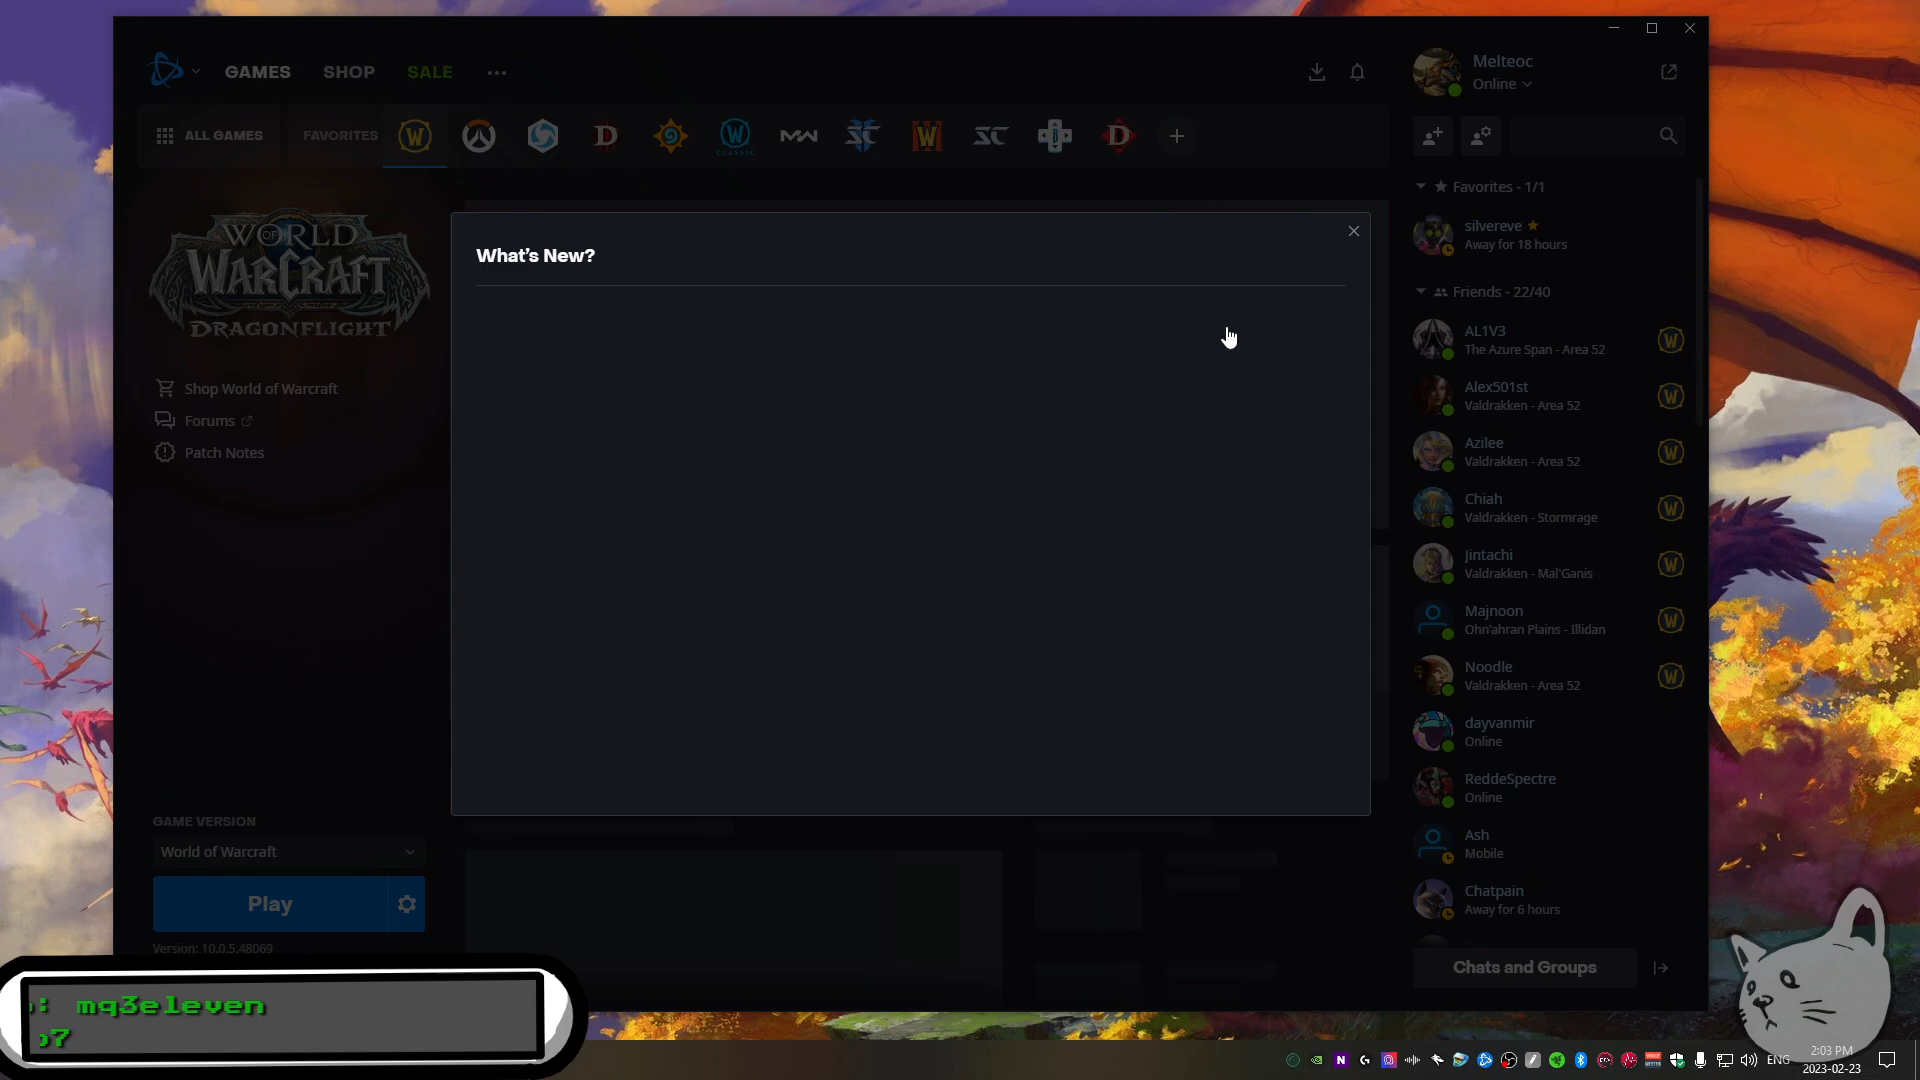 GAMES
SHOP
SALE
Melteoc
Online
ALL GAMES
FAVORITES
CLASSIC
WORLD
OF
WARCRAFT
DRAGONFLIGHT
Shop World of Warcraft
Forums
Patch Notes
What's New?
Favorites - 1/1
silvereve
Away for 18 hours
Friends - 22/40
AL1V3
The Azure Span - Area 52
Alex501st
Valdrakken - Area 52
Azilee
Valdrakken - Area 52
Chiah
Valdrakken - Stormrage
Jintachi
Valdrakken - Mal'Ganis
Majnoon
Ohn'ahran Plains - Illidan
Noodle
Valdrakken - Area 52
dayvanmir
Online
ReddeSpectre
Online
Ash
Mobile
Chatpain
Away for 6 hours
Chats and Groups
GAME VERSION
World of Warcraft
Play
Version: 10.0.5.48069
: mq3eleven
o7
ENG
2:03 PM
2023-02-23